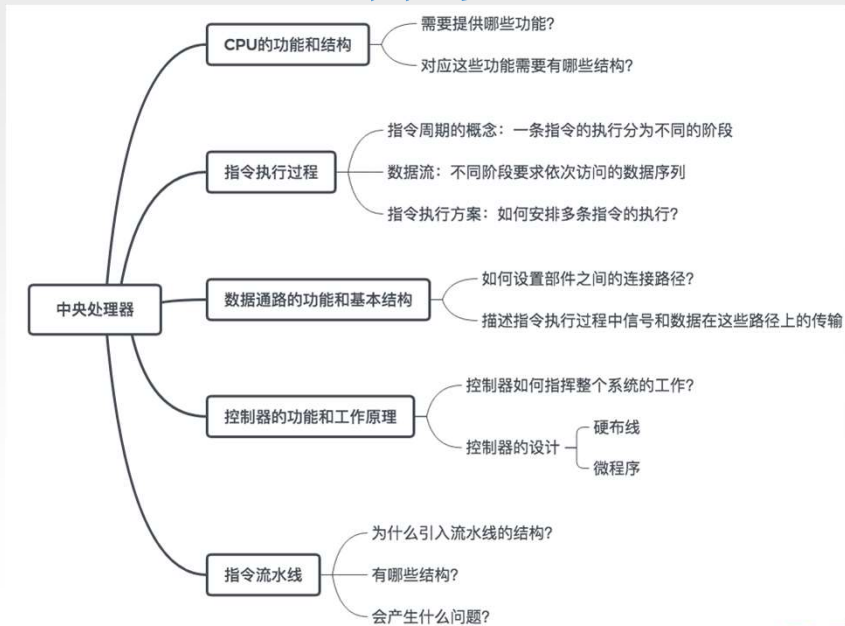 CPU的功能和结构
需要提供哪些功能?
对应这些功能需要有哪些结构?
指令执行过程
指令周期的概念：一条指令的执行分为不同的阶段
数据流：不同阶段要求依次访问的数据序列
指令执行方案：如何安排多条指令的执行?
中央处理器
数据通路的功能和基本结构
如何设置部件之间的连接路径?
描述指令执行过程中信号和数据在这些路径上的传输
控制器的功能和工作原理
控制器如何指挥整个系统的工作?
控制器的设计
硬布线
微程序
指令流水线
为什么引入流水线的结构?
有哪些结构?
会产生什么问题?